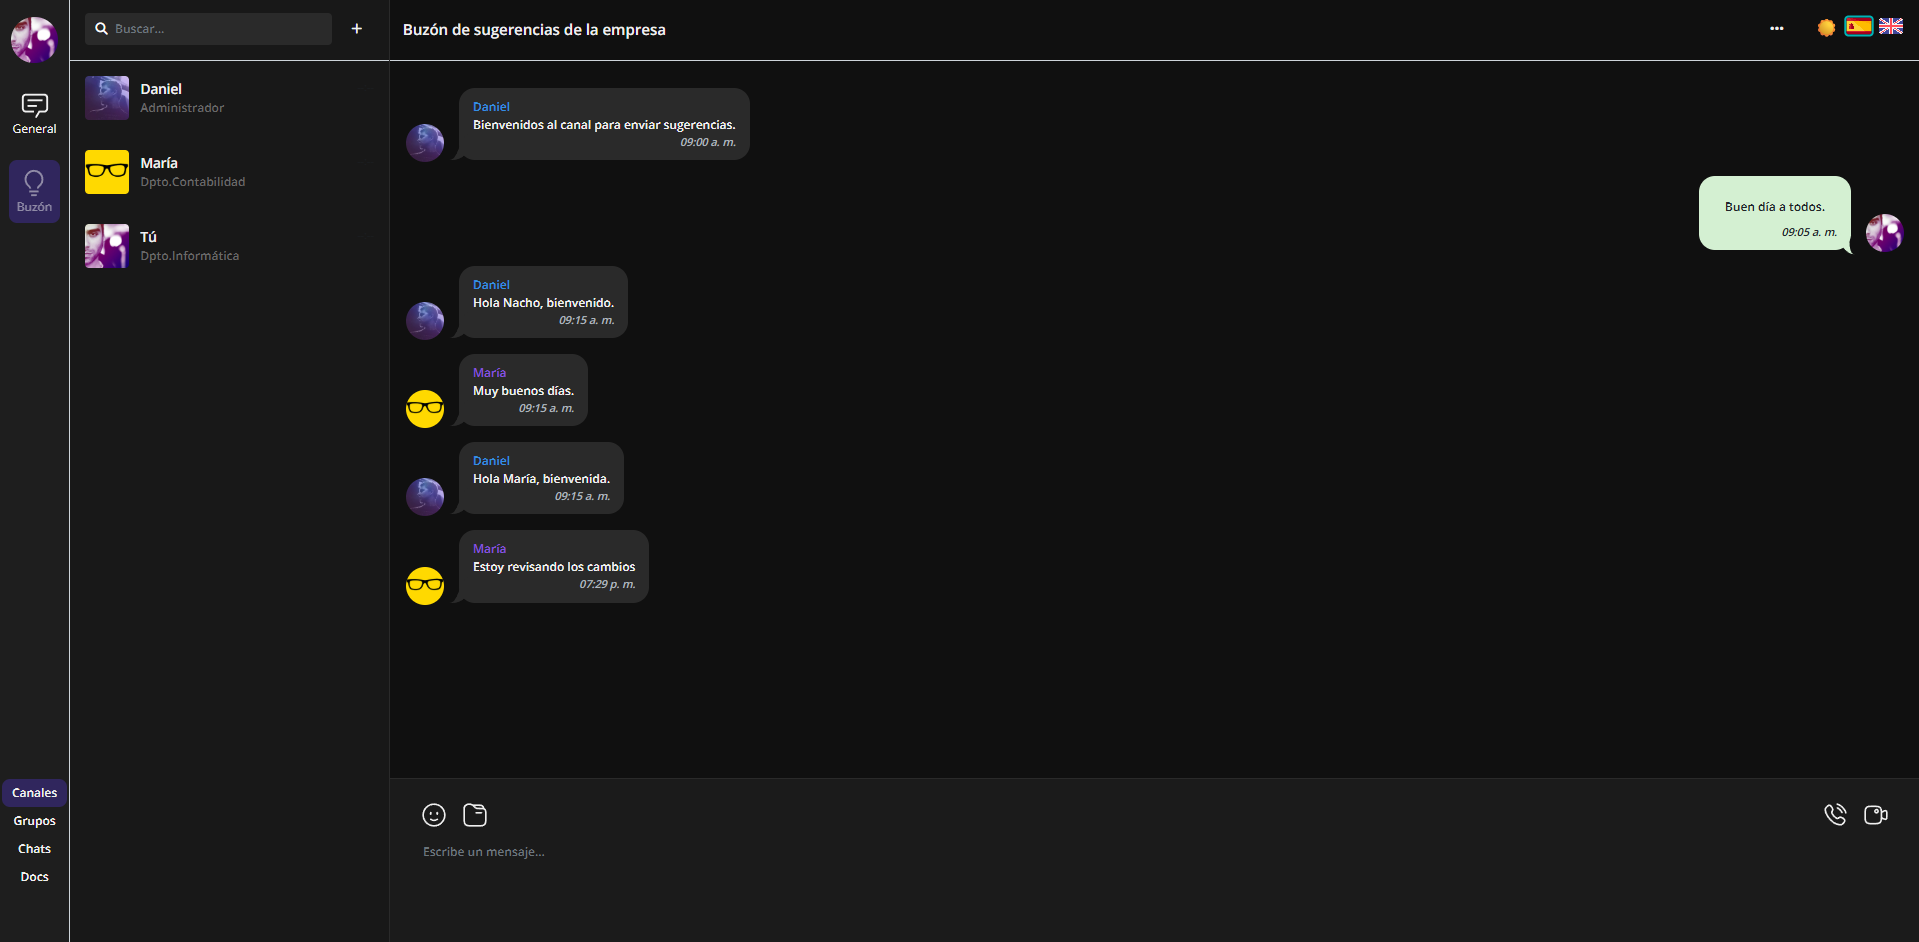 General
Buzón
Canales
Grupos
Chats
Docs
Buscar...
+
Daniel
Administrador
María
Dpto.Contabilidad
Tú
Dpto.Informática
Buzón de sugerencias de la empresa
Daniel
Bienvenidos al canal para enviar sugerencias.
09:00 a. m.
Buen día a todos.
09:05 a. m.
Daniel
Hola Nacho, bienvenido.
09:15 a. m.
María
Muy buenos días.
09:15 a. m.
Daniel
Hola María, bienvenida.
09:15 a. m.
María
Estoy revisando los cambios
07:29 p. m.
Escribe un mensaje...